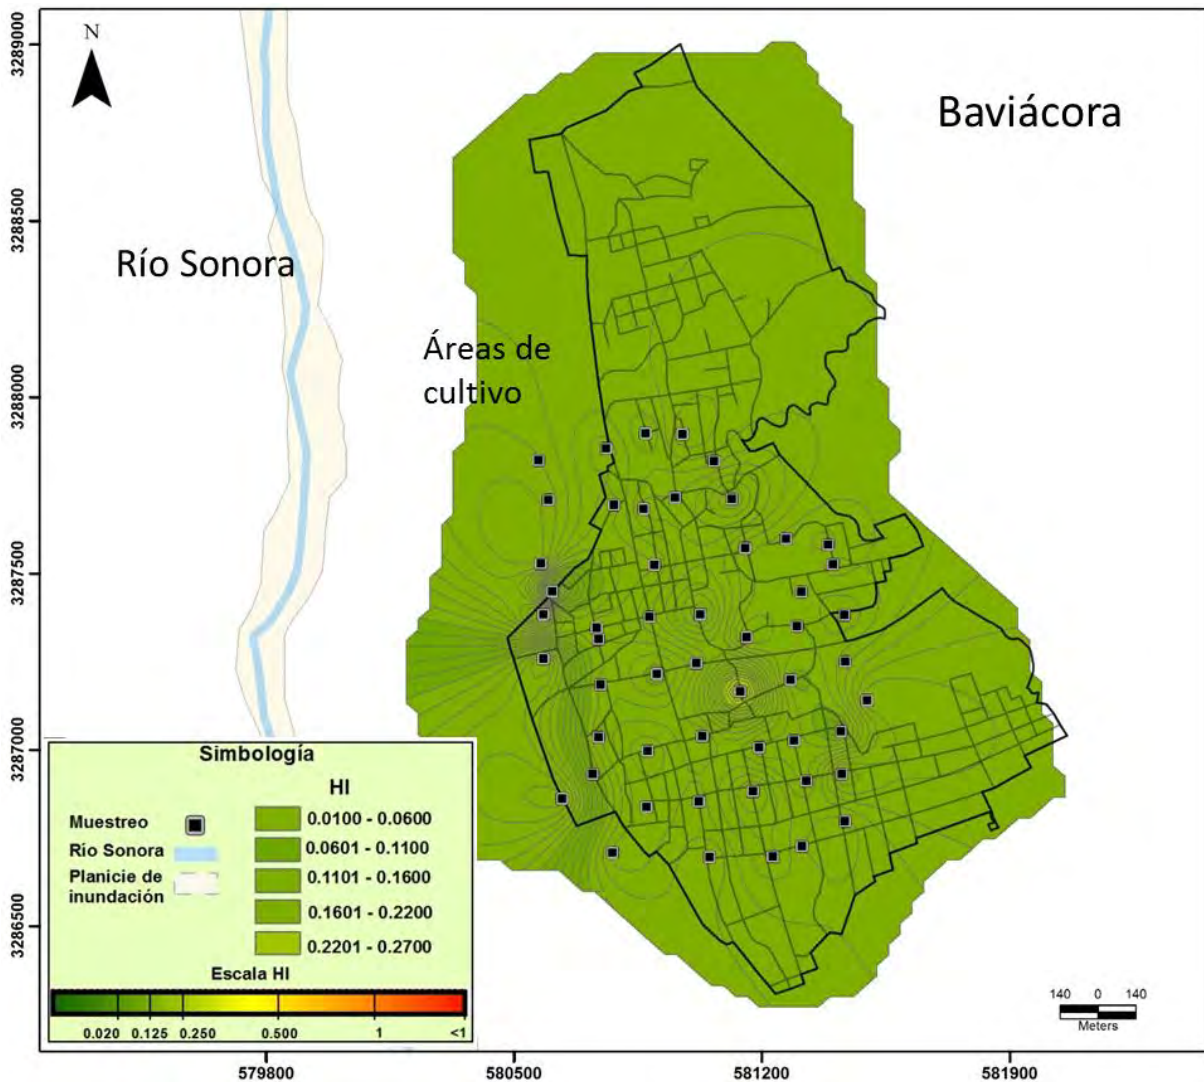 N
Baviácora
Río Sonora
Áreas de
cultivo
3289000
3288500
3288000
3287500
3287000
3286500
Simbología
HI
Muestreo
Río Sonora
Planicie de
inundación
0.0100 - 0.0600
0.0601 - 0.1100
0.1101 - 0.1600
0.1601 - 0.2200
0.2201 - 0.2700
Escala HI
0.020 0.125 0.250 0.500 1 <1
140 0 140
Meters
579800 580500 581200 581900